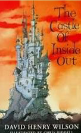 The Castle
of
Inside Out
DAVID HENRY WILSON